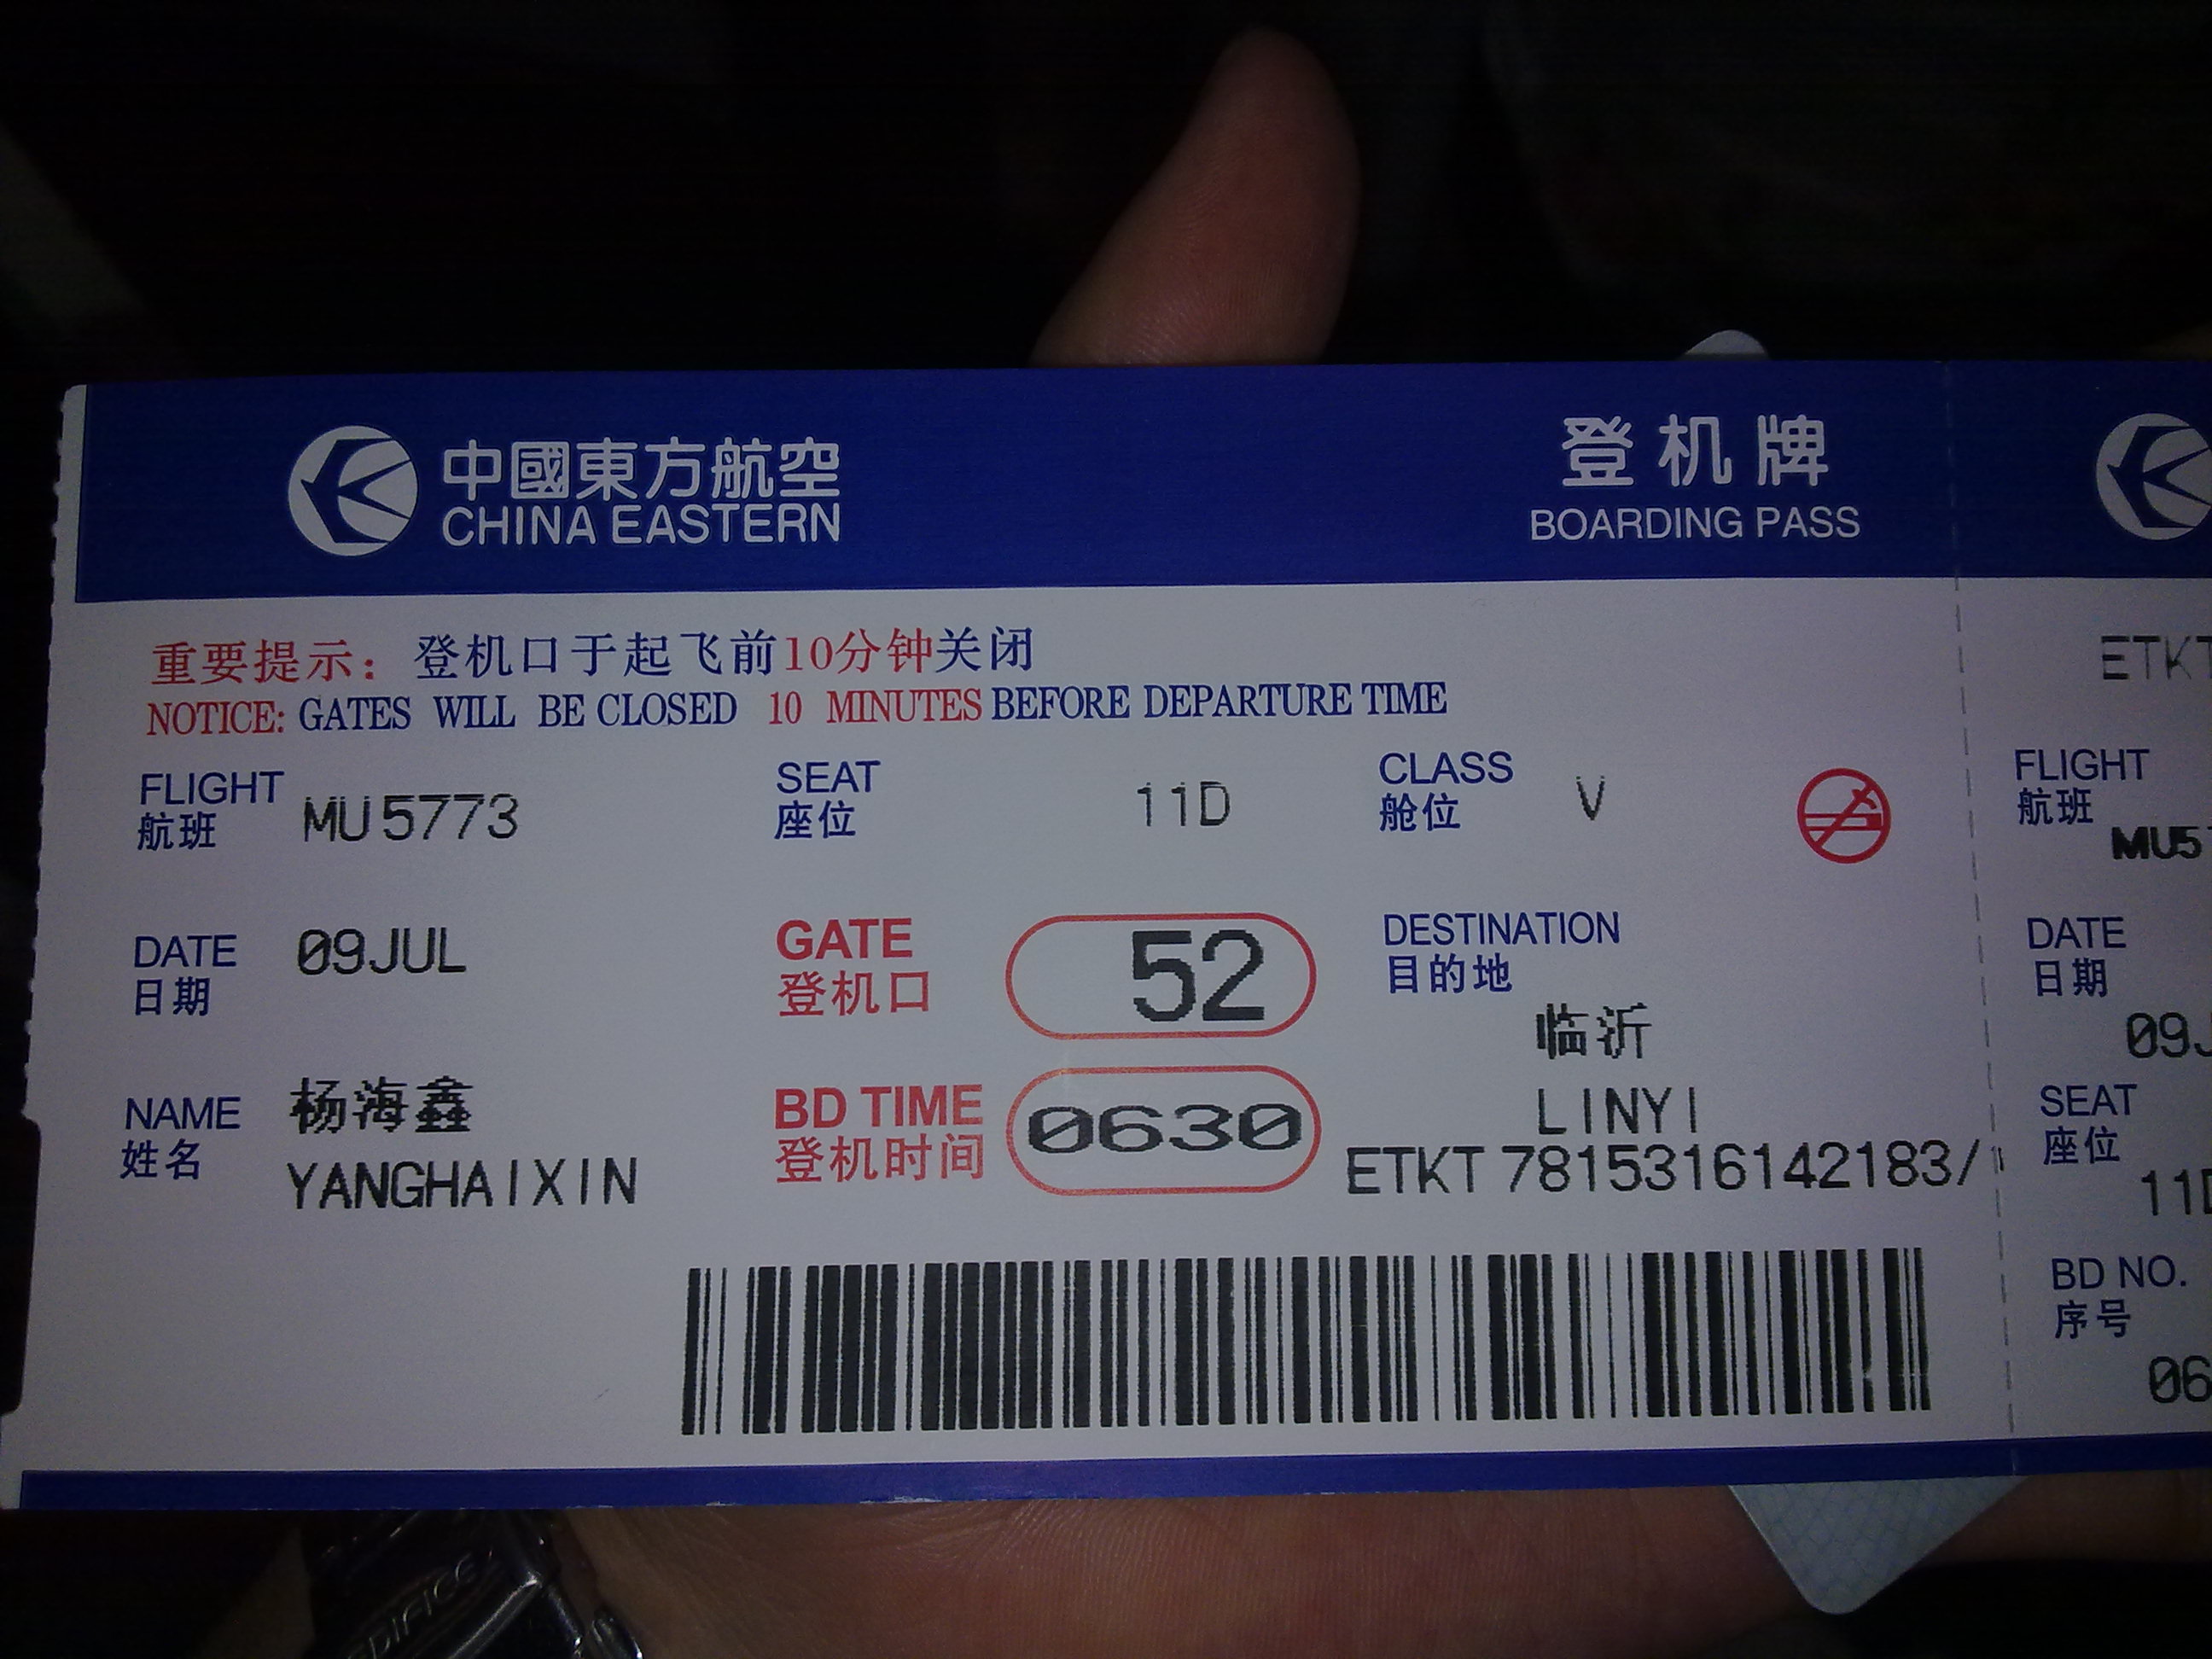 中國東方航空
CHINA EASTERN
登机牌
BOARDING PASS
重要提示：登机口于起飞前10分钟关闭
NOTICE: GATES WILL BE CLOSED 10 MINUTES BEFORE DEPARTURE TIME
FLIGHT
航班
MU5773
SEAT
座位
11D
CLASS
舱位
V
DATE
日期
09JUL
GATE
登机口
52
DESTINATION
目的地
临沂
LINYI
NAME
姓名
杨海鑫
YANGHAIXIN
BD TIME
登机时间
0630
ETKT 7815316142183/1
ETKT
FLIGHT
航班
MU5
DATE
日期
09J
SEAT
座位
11D
BD NO.
序号
06
EDIFICE